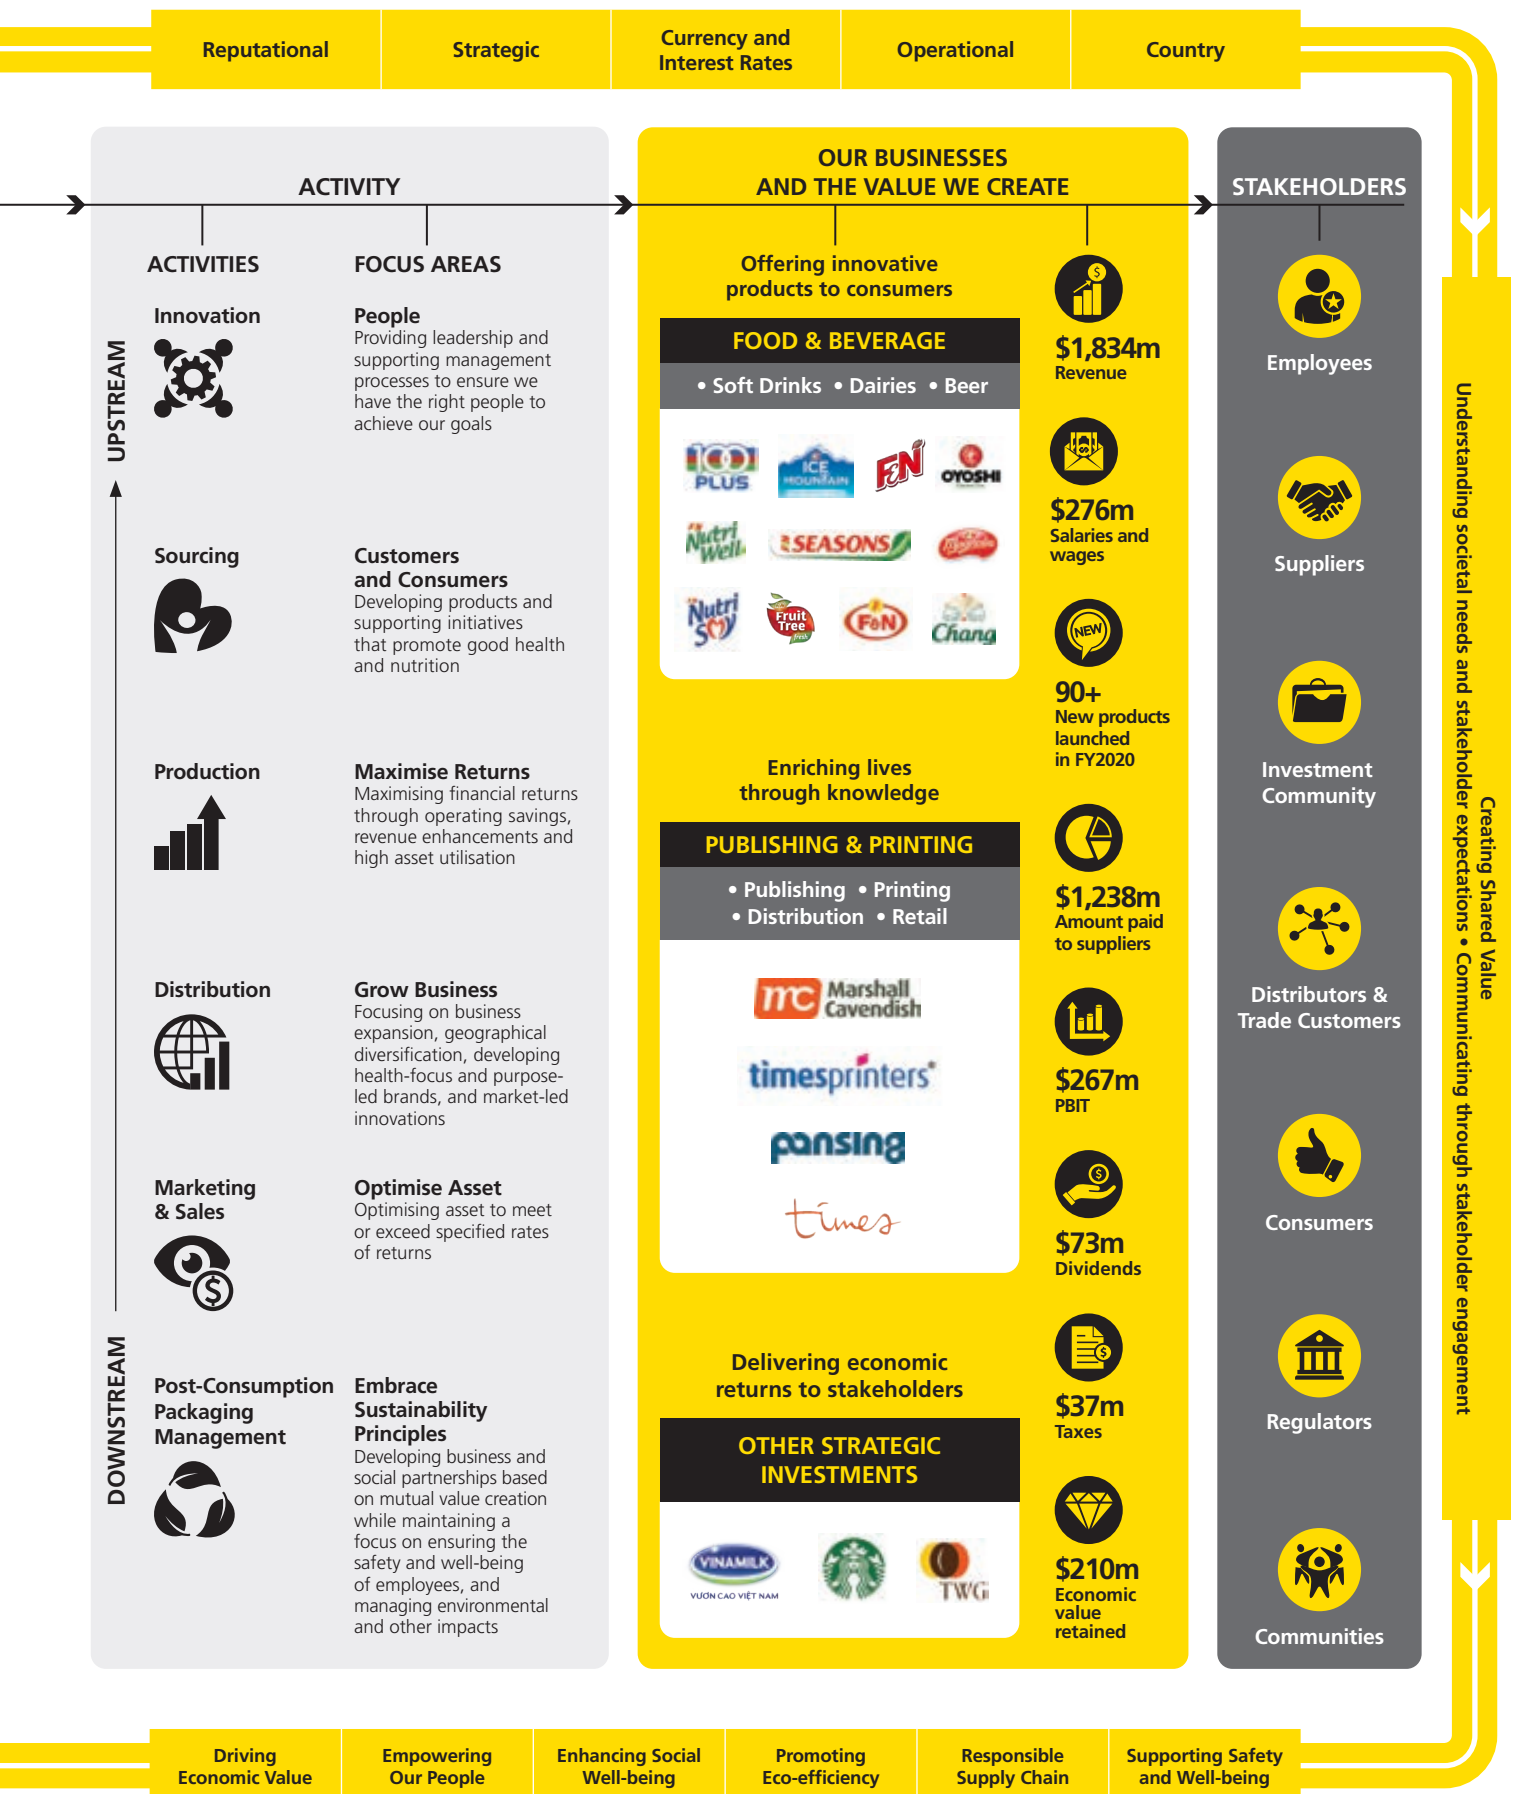 Reputational
Strategic
Currency and
Interest Rates
Operational
Country
ACTIVITY
ACTIVITIES
FOCUS AREAS
UPSTREAM
DOWNSTREAM
Innovation
People
Providing leadership and
supporting management
processes to ensure we
have the right people to
achieve our goals
Sourcing
Customers
and Consumers
Developing products and
supporting initiatives
that promote good health
and nutrition
Production
Maximise Returns
Maximising financial returns
through operating savings,
revenue enhancements and
high asset utilisation
Distribution
Grow Business
Focusing on business
expansion, geographical
diversification, developing
health-focus and purpose-
led brands, and market-led
innovations
Marketing
& Sales
Optimise Asset
Optimising asset to meet
or exceed specified rates
of returns
Post-Consumption
Packaging
Management
Embrace
Sustainability
Principles
Developing business and
social partnerships based
on mutual value creation
while maintaining a
focus on ensuring the
safety and well-being
of employees, and
managing environmental
and other impacts
OUR BUSINESSES
AND THE VALUE WE CREATE
Offering innovative
products to consumers
FOOD & BEVERAGE
• Soft Drinks • Dairies • Beer
100 PLUS
ICE MOUNTAIN
F&N
OYOSHI
Nutri Well
SEASONS
Nutri Soy
Fruit Tree fresh
F&N
Chang
Enriching lives
through knowledge
PUBLISHING & PRINTING
• Publishing • Printing
• Distribution • Retail
mc Marshall
Cavendish
timesprinters
pansing
times
Delivering economic
returns to stakeholders
OTHER STRATEGIC
INVESTMENTS
VINAMILK
VƯƠN CAO VIỆT NAM
TWG
$1,834m
Revenue
$276m
Salaries and
wages
NEW
90+
New products
launched
in FY2020
$1,238m
Amount paid
to suppliers
$267m
PBIT
$73m
Dividends
$37m
Taxes
$210m
Economic
value
retained
STAKEHOLDERS
Employees
Suppliers
Investment
Community
Distributors &
Trade Customers
Consumers
Regulators
Communities
Creating Shared Value
Understanding societal needs and stakeholder expectations • Communicating through stakeholder engagement
Driving
Economic Value
Empowering
Our People
Enhancing Social
Well-being
Promoting
Eco-efficiency
Responsible
Supply Chain
Supporting Safety
and Well-being